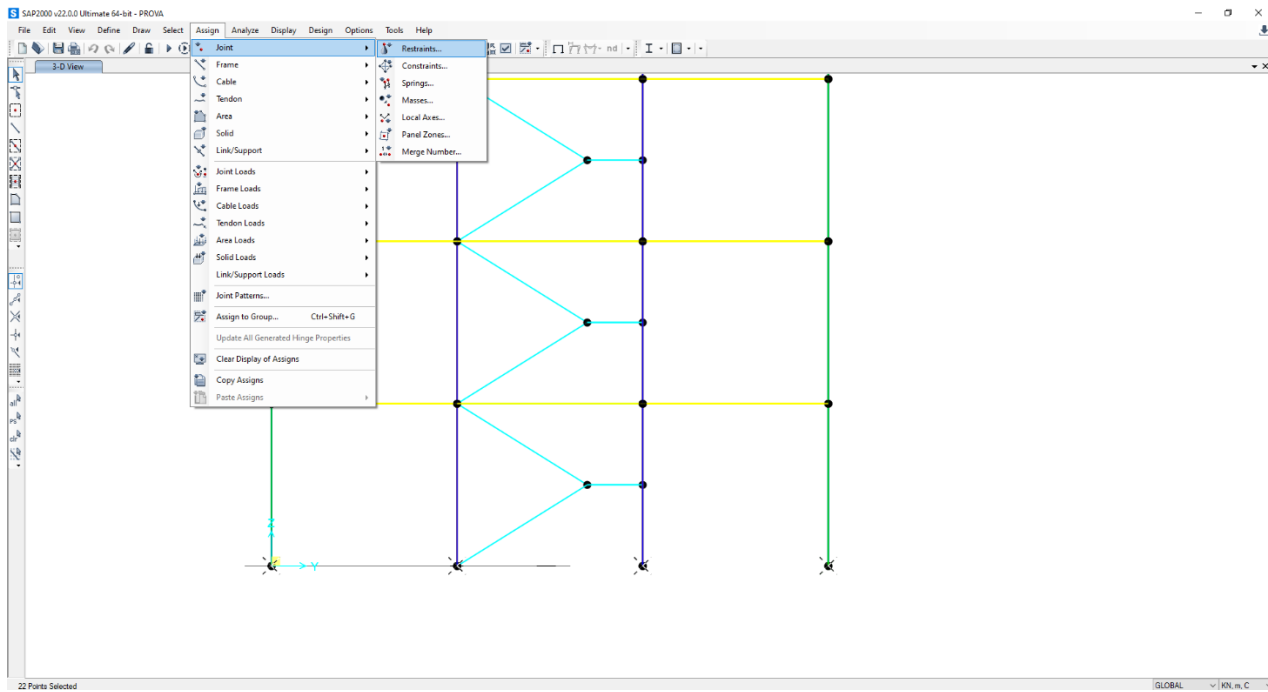 SAP2000 v22.0.0 Ultimate 64-bit - PROVA
File Edit View Define Draw Select Assign Analyze Display Design Options Tools Help
nd
3-D View
Joint
Frame
Cable
Tendon
Area
Solid
Link/Support
Joint Loads
Frame Loads
Cable Loads
Tendon Loads
Area Loads
Solid Loads
Link/Support Loads
Joint Patterns...
Assign to Group... Ctrl+Shift+G
Update All Generated Hinge Properties
Clear Display of Assigns
Copy Assigns
Paste Assigns
Restraints...
Constraints...
Springs...
Masses...
Local Axes...
Panel Zones...
Merge Number...
all
PS
clr
Z
Y
22 Points Selected
GLOBAL
KN, m, C